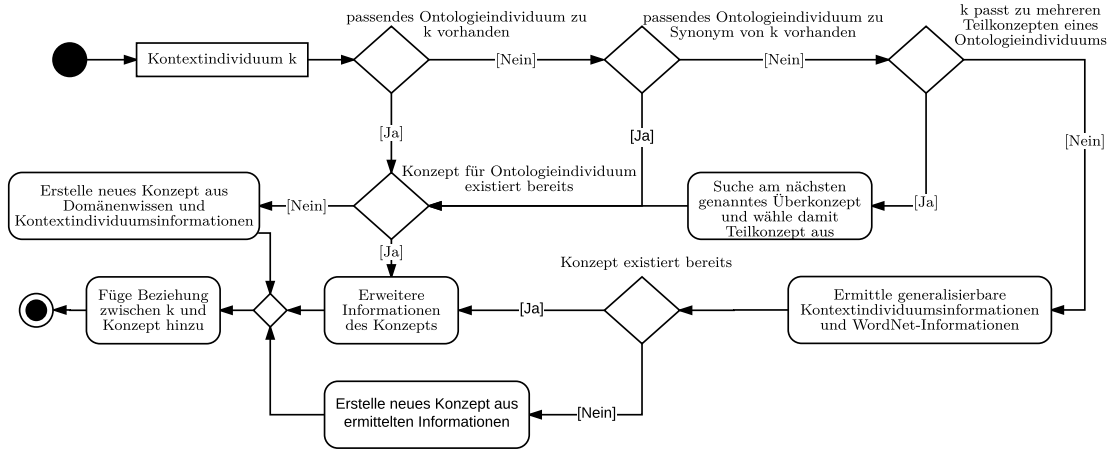 passendes Ontologieindividuum zu
k vorhanden
passendes Ontologieindividuum zu
Synonym von k vorhanden
k passt zu mehreren
Teilkonzepten eines
Ontologieindividuums
Kontextindividuum k
[Nein]
[Nein]
[Nein]
[Ja]
[Ja]
[Ja]
Konzept für Ontologieindividuum
existiert bereits
Erstelle neues Konzept aus
Domänenwissen und
Kontextindividuumsinformationen
[Nein]
Suche am nächsten
genanntes Überkonzept
und wähle damit
Teilkonzept aus
[Ja]
Konzept existiert bereits
Füge Beziehung
zwischen k und
Konzept hinzu
Erweitere
Informationen
des Konzepts
[Ja]
Ermittle generalisierbare
Kontextindividuumsinformationen
und WordNet-Informationen
Erstelle neues Konzept aus
ermittelten Informationen
[Nein]